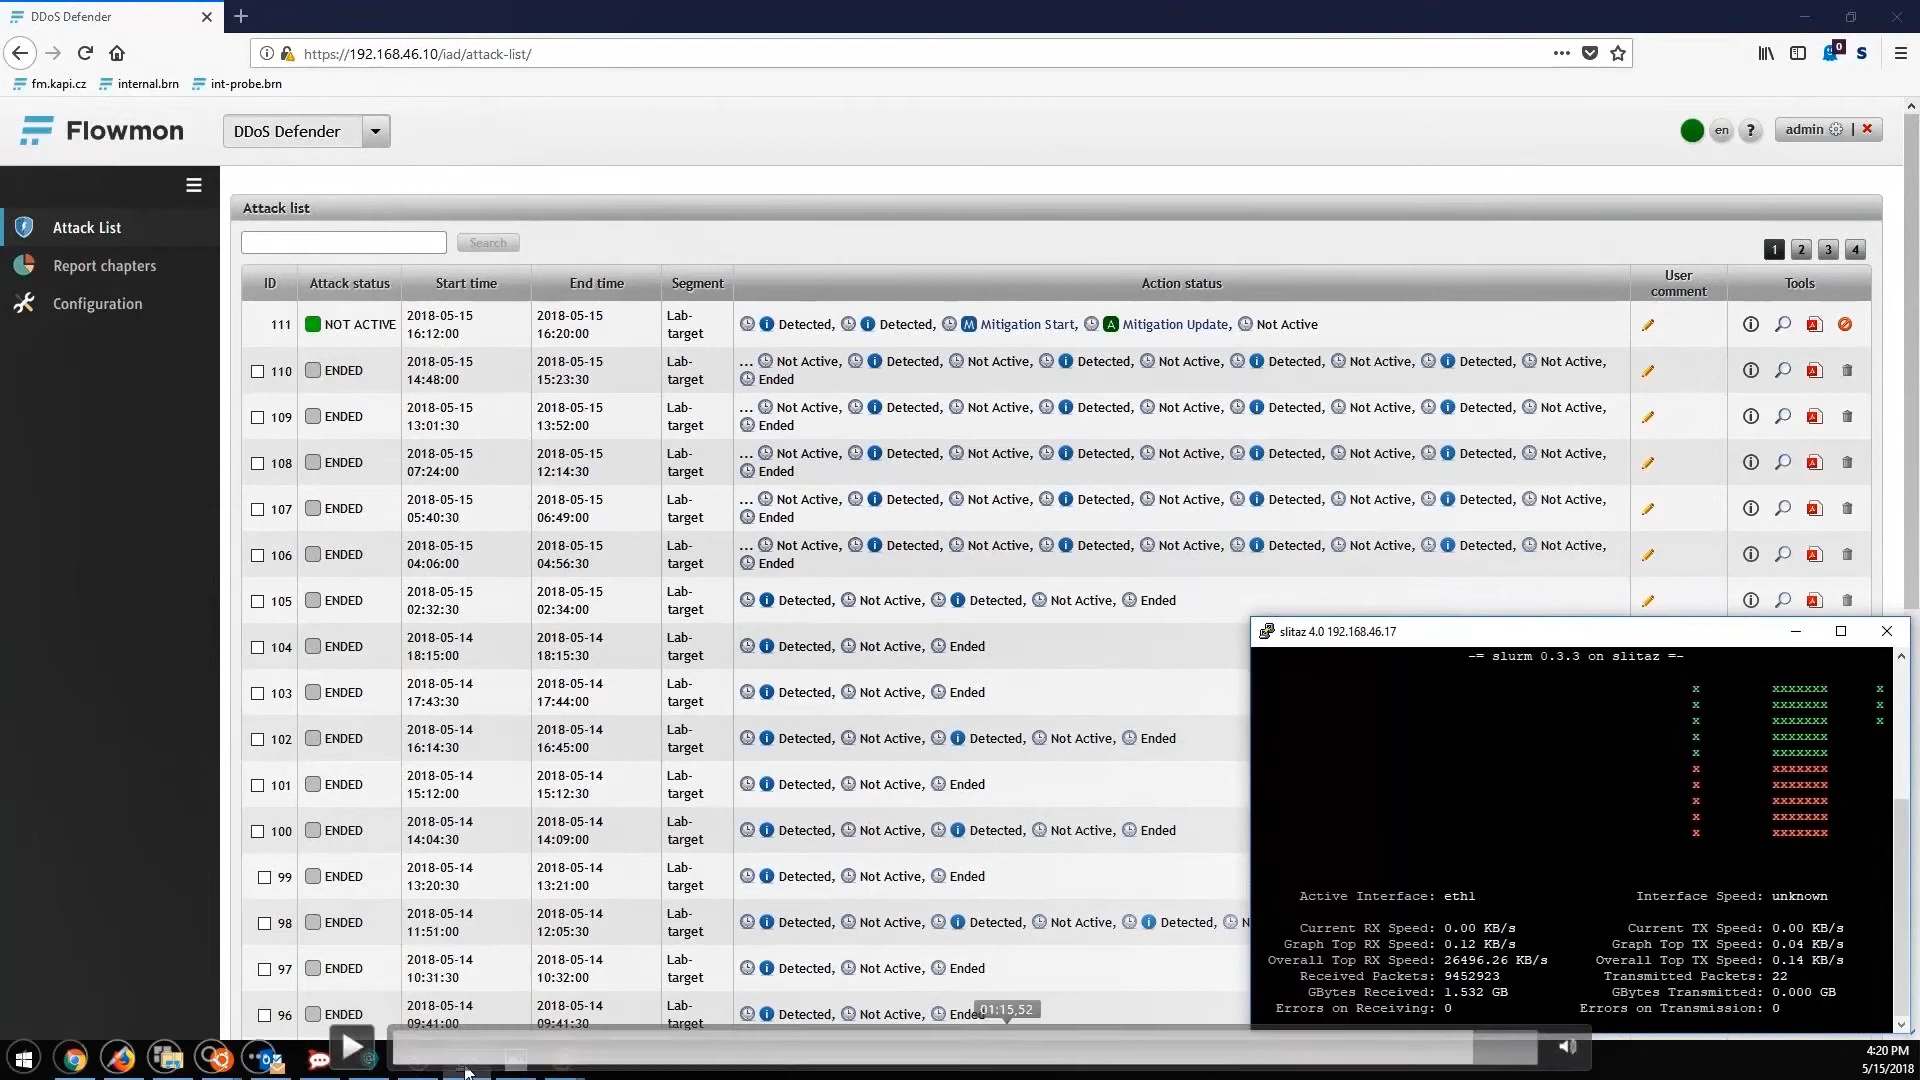 DDoS Defender
https://192.168.46.10/iad/attack-list/
0
S
fm.kapi.cz internal.brn int-probe.brn
Flowmon DDoS Defender
en ? admin | ✕
Attack List
Report chapters
Configuration
Attack list
Search
1 2 3 4
ID Attack status Start time End time Segment Action status User comment Tools
111 NOT ACTIVE 2018-05-15 16:12:00 2018-05-15 16:20:00 Lab-target Detected, Detected, M Mitigation Start, A Mitigation Update, Not Active
110 ENDED 2018-05-15 14:48:00 2018-05-15 15:23:30 Lab-target ... Not Active, Detected, Not Active, Detected, Not Active, Detected, Not Active, Detected, Not Active, Ended
109 ENDED 2018-05-15 13:01:30 2018-05-15 13:52:00 Lab-target ... Not Active, Detected, Not Active, Detected, Not Active, Detected, Not Active, Detected, Not Active, Ended
108 ENDED 2018-05-15 07:24:00 2018-05-15 12:14:30 Lab-target ... Not Active, Detected, Not Active, Detected, Not Active, Detected, Not Active, Detected, Not Active, Ended
107 ENDED 2018-05-15 05:40:30 2018-05-15 06:49:00 Lab-target ... Not Active, Detected, Not Active, Detected, Not Active, Detected, Not Active, Detected, Not Active, Ended
106 ENDED 2018-05-15 04:06:00 2018-05-15 04:56:30 Lab-target ... Not Active, Detected, Not Active, Detected, Not Active, Detected, Not Active, Detected, Not Active, Ended
105 ENDED 2018-05-15 02:32:30 2018-05-15 02:34:00 Lab-target Detected, Not Active, Detected, Not Active, Ended
104 ENDED 2018-05-14 18:15:00 2018-05-14 18:15:30 Lab-target Detected, Not Active, Ended
103 ENDED 2018-05-14 17:43:30 2018-05-14 17:44:00 Lab-target Detected, Not Active, Ended
102 ENDED 2018-05-14 16:14:30 2018-05-14 16:45:00 Lab-target Detected, Not Active, Detected, Not Active, Ended
101 ENDED 2018-05-14 15:12:00 2018-05-14 15:12:30 Lab-target Detected, Not Active, Ended
100 ENDED 2018-05-14 14:04:30 2018-05-14 14:09:00 Lab-target Detected, Not Active, Detected, Not Active, Ended
99 ENDED 2018-05-14 13:20:30 2018-05-14 13:21:00 Lab-target Detected, Not Active, Ended
98 ENDED 2018-05-14 11:51:00 2018-05-14 12:05:30 Lab-target Detected, Not Active, Detected, Not Active, Detected, N
97 ENDED 2018-05-14 10:31:30 2018-05-14 10:32:00 Lab-target Detected, Not Active, Ended
96 ENDED 2018-05-14 09:41:00 2018-05-14 09:41:30 Lab-target Detected, Not Active, Ended
01:15,52
slitaz 4.0 192.168.46.17
-= slurm 0.3.3 on slitaz =-
x xxxxxxx x
x xxxxxxx x
x xxxxxxx x
x xxxxxxx
x xxxxxxx
x xxxxxxx
x xxxxxxx
x xxxxxxx
x xxxxxxx
x xxxxxxx
Active Interface: eth1 Interface Speed: unknown
Current RX Speed: 0.00 KB/s Current TX Speed: 0.00 KB/s
Graph Top RX Speed: 0.12 KB/s Graph Top TX Speed: 0.04 KB/s
Overall Top RX Speed: 26496.26 KB/s Overall Top TX Speed: 0.14 KB/s
Received Packets: 9452923 Transmitted Packets: 22
GBytes Received: 1.532 GB GBytes Transmitted: 0.000 GB
Errors on Receiving: 0 Errors on Transmission: 0
4:20 PM
5/15/2018